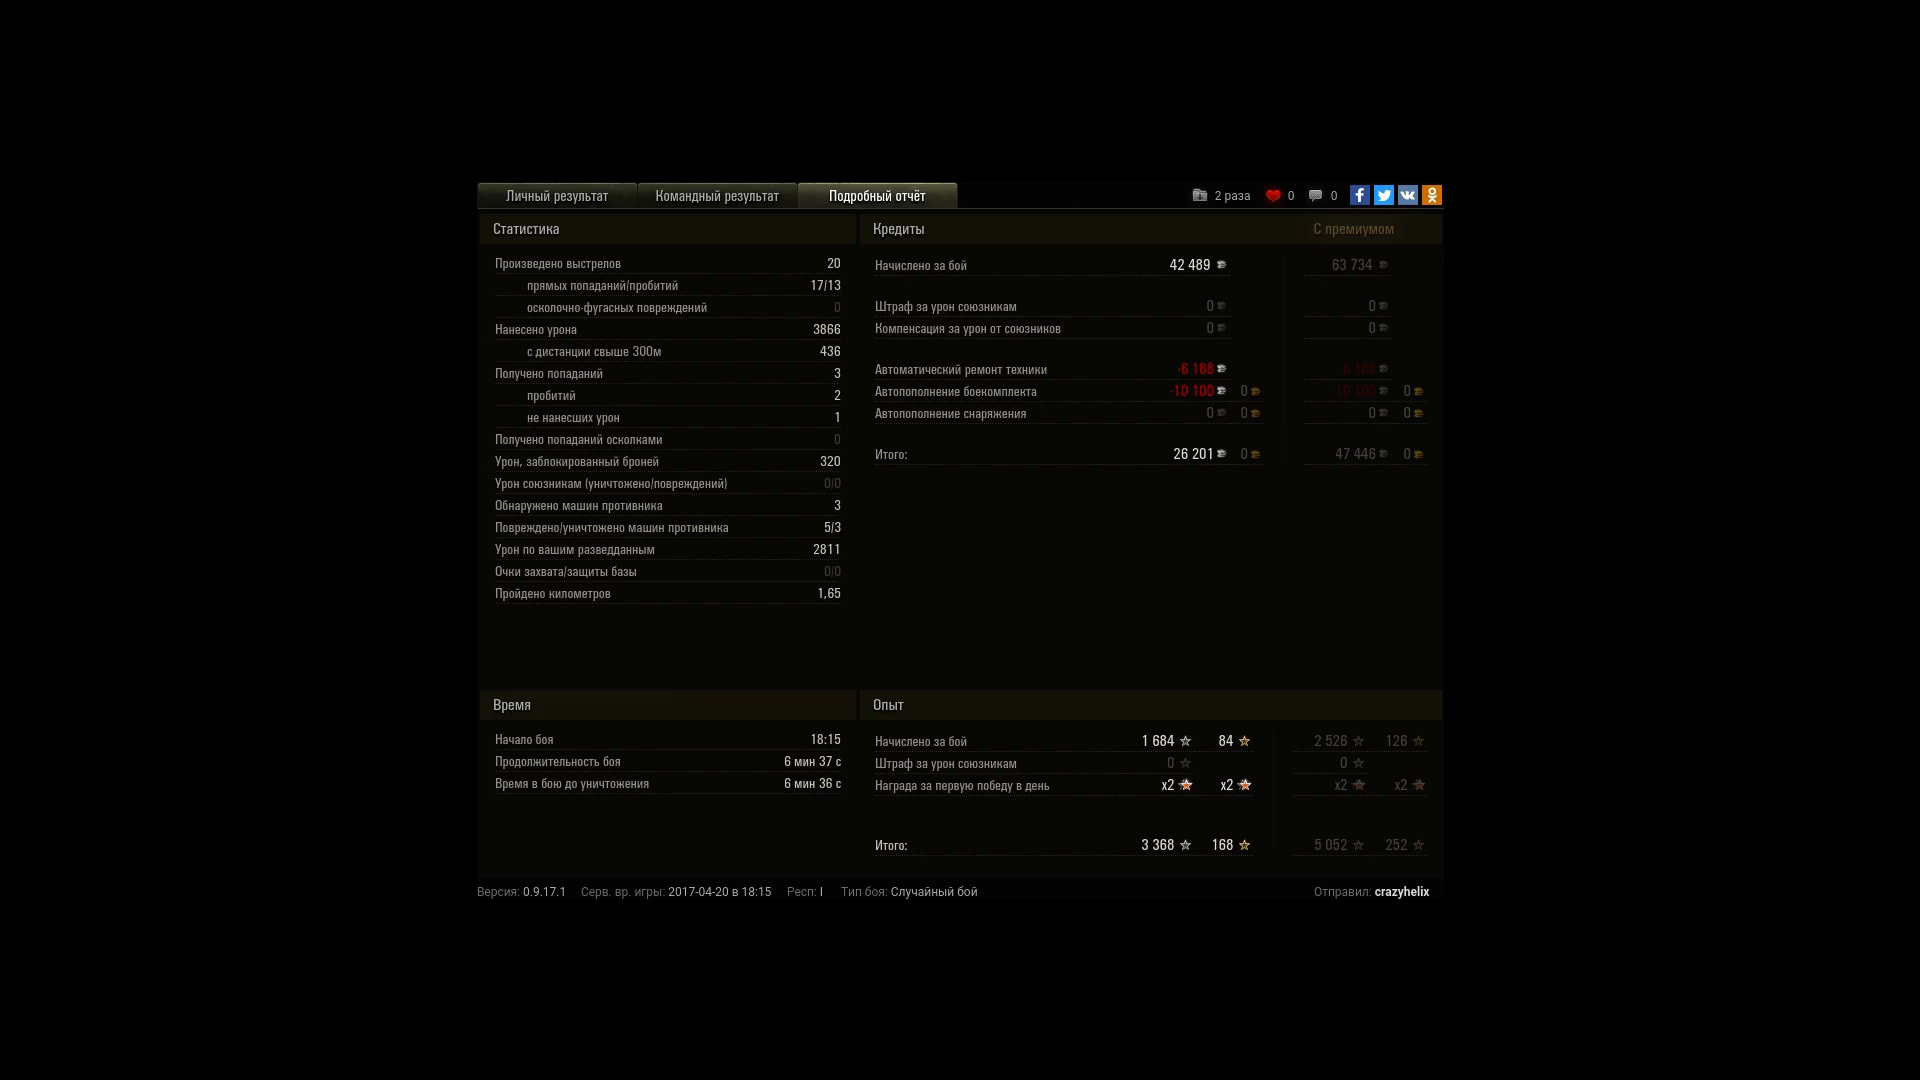 Личный результат Командный результат Подробный отчёт 2 раза 0 0
Статистика
Произведено выстрелов 20
прямых попаданий/пробитий 17/13
осколочно-фугасных повреждений 0
Нанесено урона 3866
с дистанции свыше 300м 436
Получено попаданий 3
пробитий 2
не нанесших урон 1
Получено попаданий осколками 0
Урон, заблокированный броней 320
Урон союзникам (уничтожено/повреждений) 0/0
Обнаружено машин противника 3
Повреждено/уничтожено машин противника 5/3
Урон по вашим разведданным 2811
Очки захвата/защиты базы 0/0
Пройдено километров 1,65
Кредиты С премиумом
Начислено за бой 42 489 63 734
Штраф за урон союзникам 0 0
Компенсация за урон от союзников 0 0
Автоматический ремонт техники -6 188 -6 188
Автопополнение боекомплекта -10 100 0 -10 100 0
Автопополнение снаряжения 0 0 0 0
Итого: 26 201 0 47 446 0
Время
Начало боя 18:15
Продолжительность боя 6 мин 37 с
Время в бою до уничтожения 6 мин 36 с
Опыт
Начислено за бой 1 684 84 2 526 126
Штраф за урон союзникам 0 0
Награда за первую победу в день x2 x2 x2 x2
Итого: 3 368 168 5 052 252
Версия: 0.9.17.1 Серв. вр. игры: 2017-04-20 в 18:15 Респ: I Тип боя: Случайный бой Отправил: crazyhelix